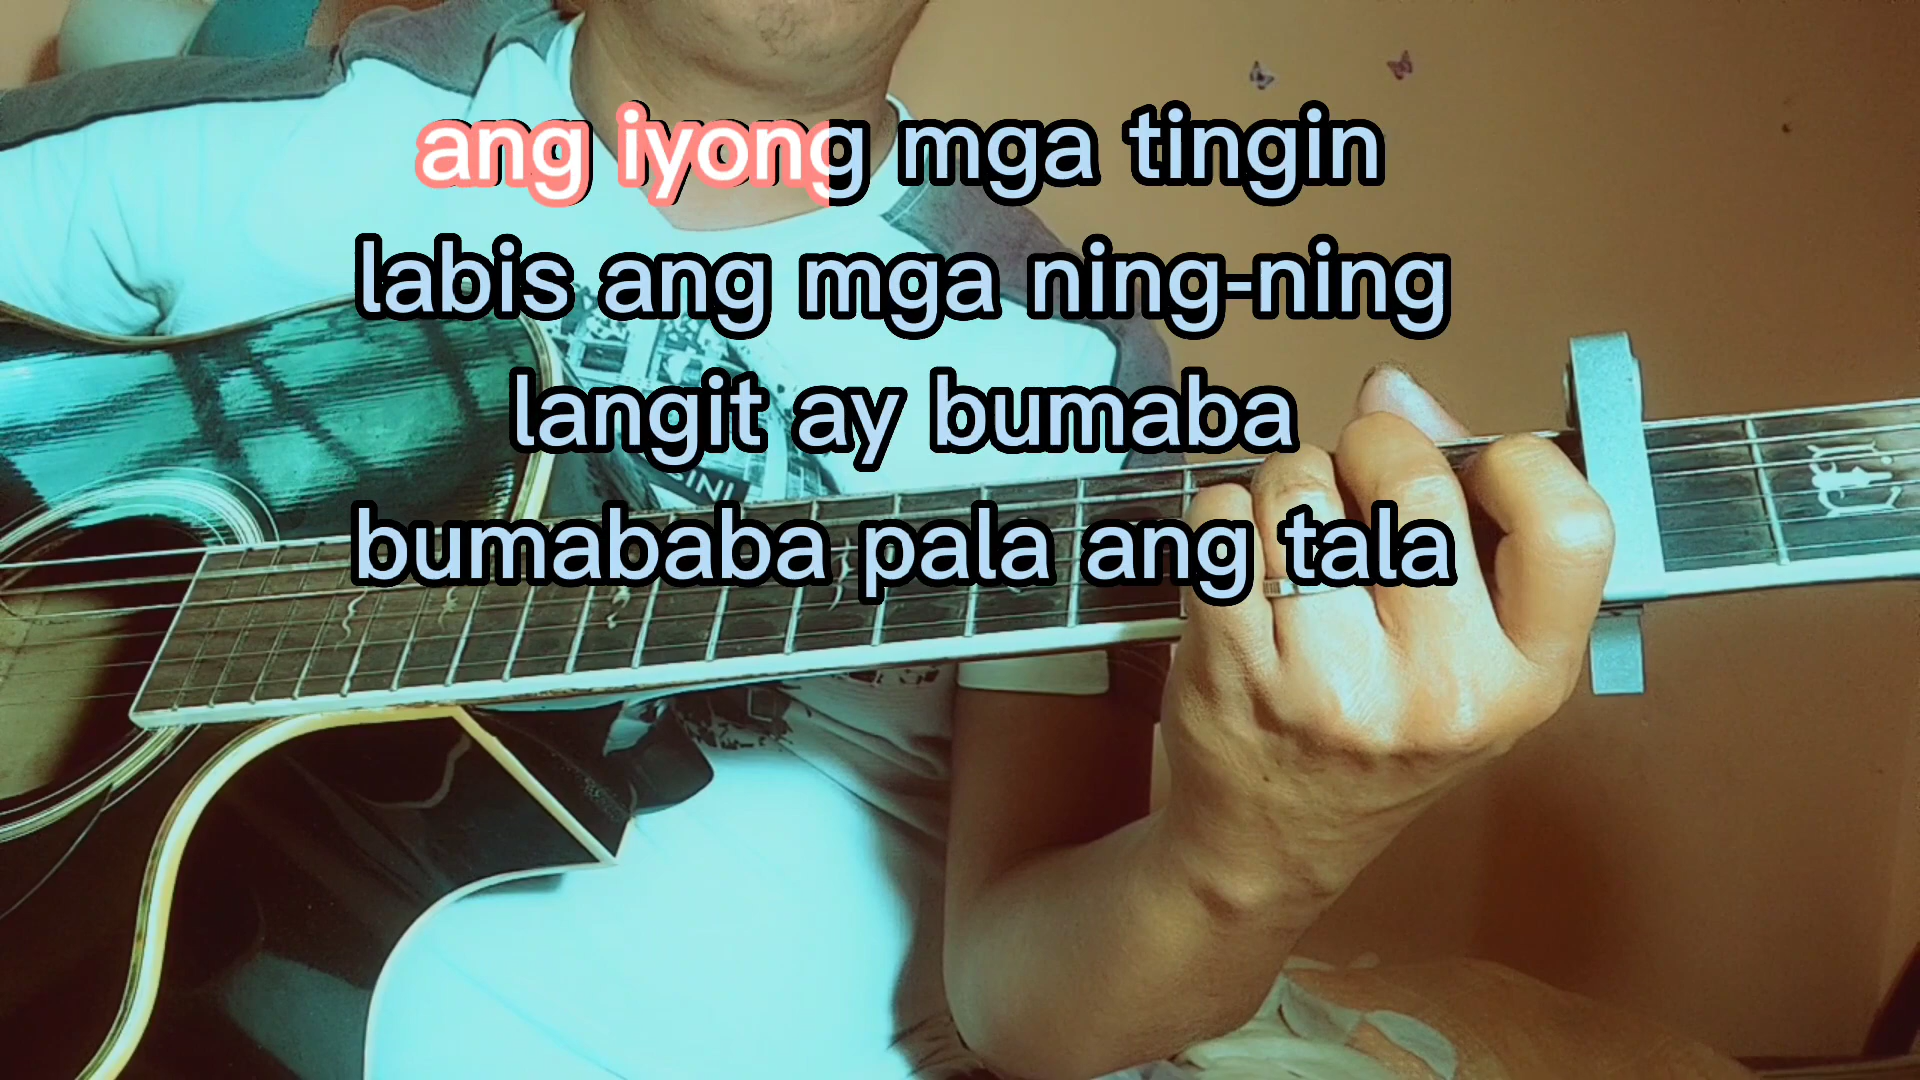 ang iyong mga tingin
labis ang mga ning-ning
langit ay bumaba
bumababa pala ang tala